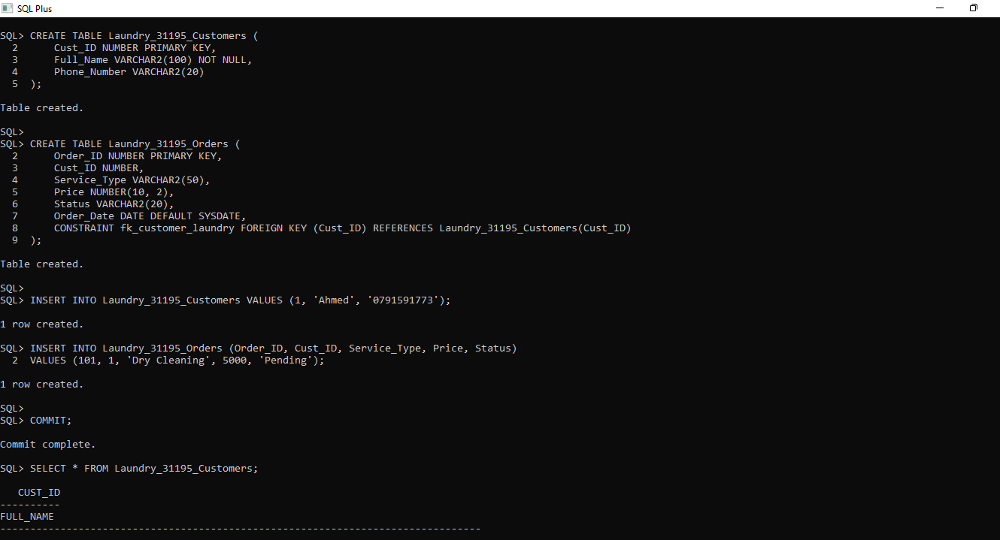 SQL Plus
SQL> CREATE TABLE Laundry_31195_Customers (
  2      Cust_ID NUMBER PRIMARY KEY,
  3      Full_Name VARCHAR2(100) NOT NULL,
  4      Phone_Number VARCHAR2(20)
  5  );
Table created.
SQL>
SQL> CREATE TABLE Laundry_31195_Orders (
  2      Order_ID NUMBER PRIMARY KEY,
  3      Cust_ID NUMBER,
  4      Service_Type VARCHAR2(50),
  5      Price NUMBER(10, 2),
  6      Status VARCHAR2(20),
  7      Order_Date DATE DEFAULT SYSDATE,
  8      CONSTRAINT fk_customer_laundry FOREIGN KEY (Cust_ID) REFERENCES Laundry_31195_Customers(Cust_ID)
  9  );
Table created.
SQL>
SQL> INSERT INTO Laundry_31195_Customers VALUES (1, 'Ahmed', '0791591773');
1 row created.
SQL> INSERT INTO Laundry_31195_Orders (Order_ID, Cust_ID, Service_Type, Price, Status)
  2  VALUES (101, 1, 'Dry Cleaning', 5000, 'Pending');
1 row created.
SQL>
SQL> COMMIT;
Commit complete.
SQL> SELECT * FROM Laundry_31195_Customers;
   CUST_ID
----------
FULL_NAME
--------------------------------------------------------------------------------